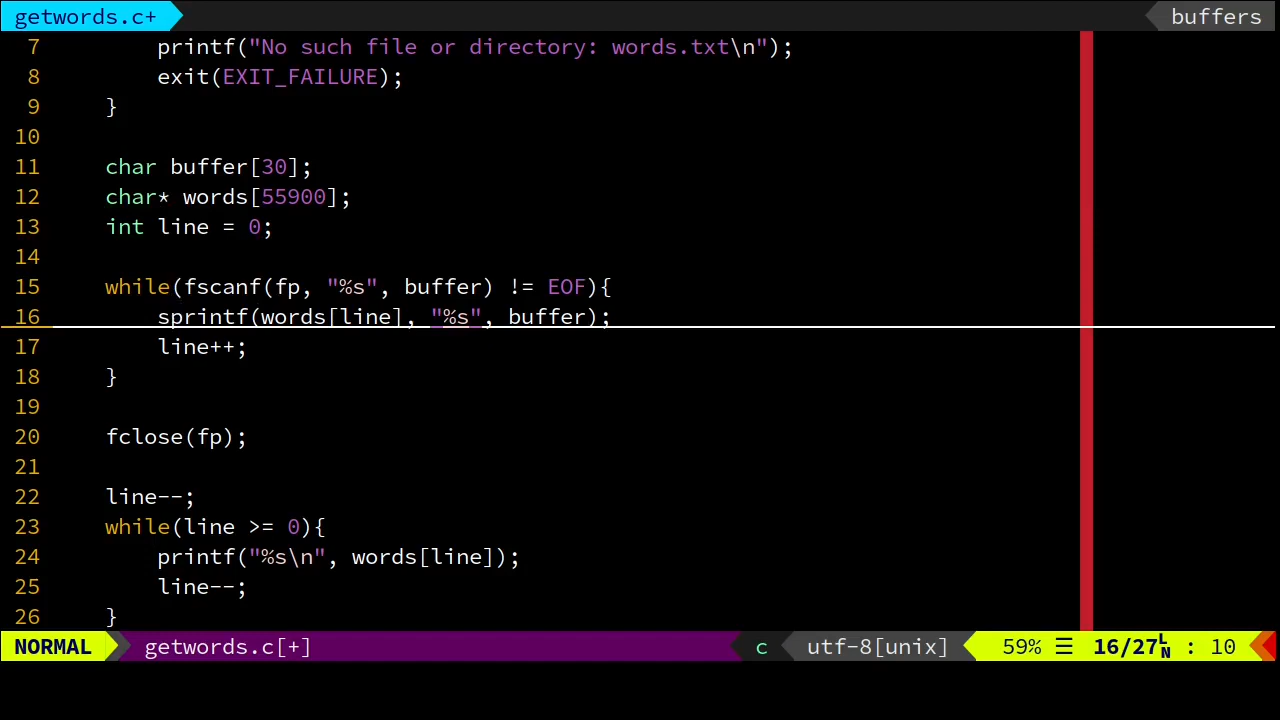 getwords.c+ buffers
7         printf("No such file or directory: words.txt\n");
8         exit(EXIT_FAILURE);
9     }
10
11     char buffer[30];
12     char* words[55900];
13     int line = 0;
14
15     while(fscanf(fp, "%s", buffer) != EOF){
16         sprintf(words[line], "%s", buffer);
17         line++;
18     }
19
20     fclose(fp);
21
22     line--;
23     while(line >= 0){
24         printf("%s\n", words[line]);
25         line--;
26     }
NORMAL getwords.c[+] c utf-8[unix] 59% ☰ 16/27␤ : 10